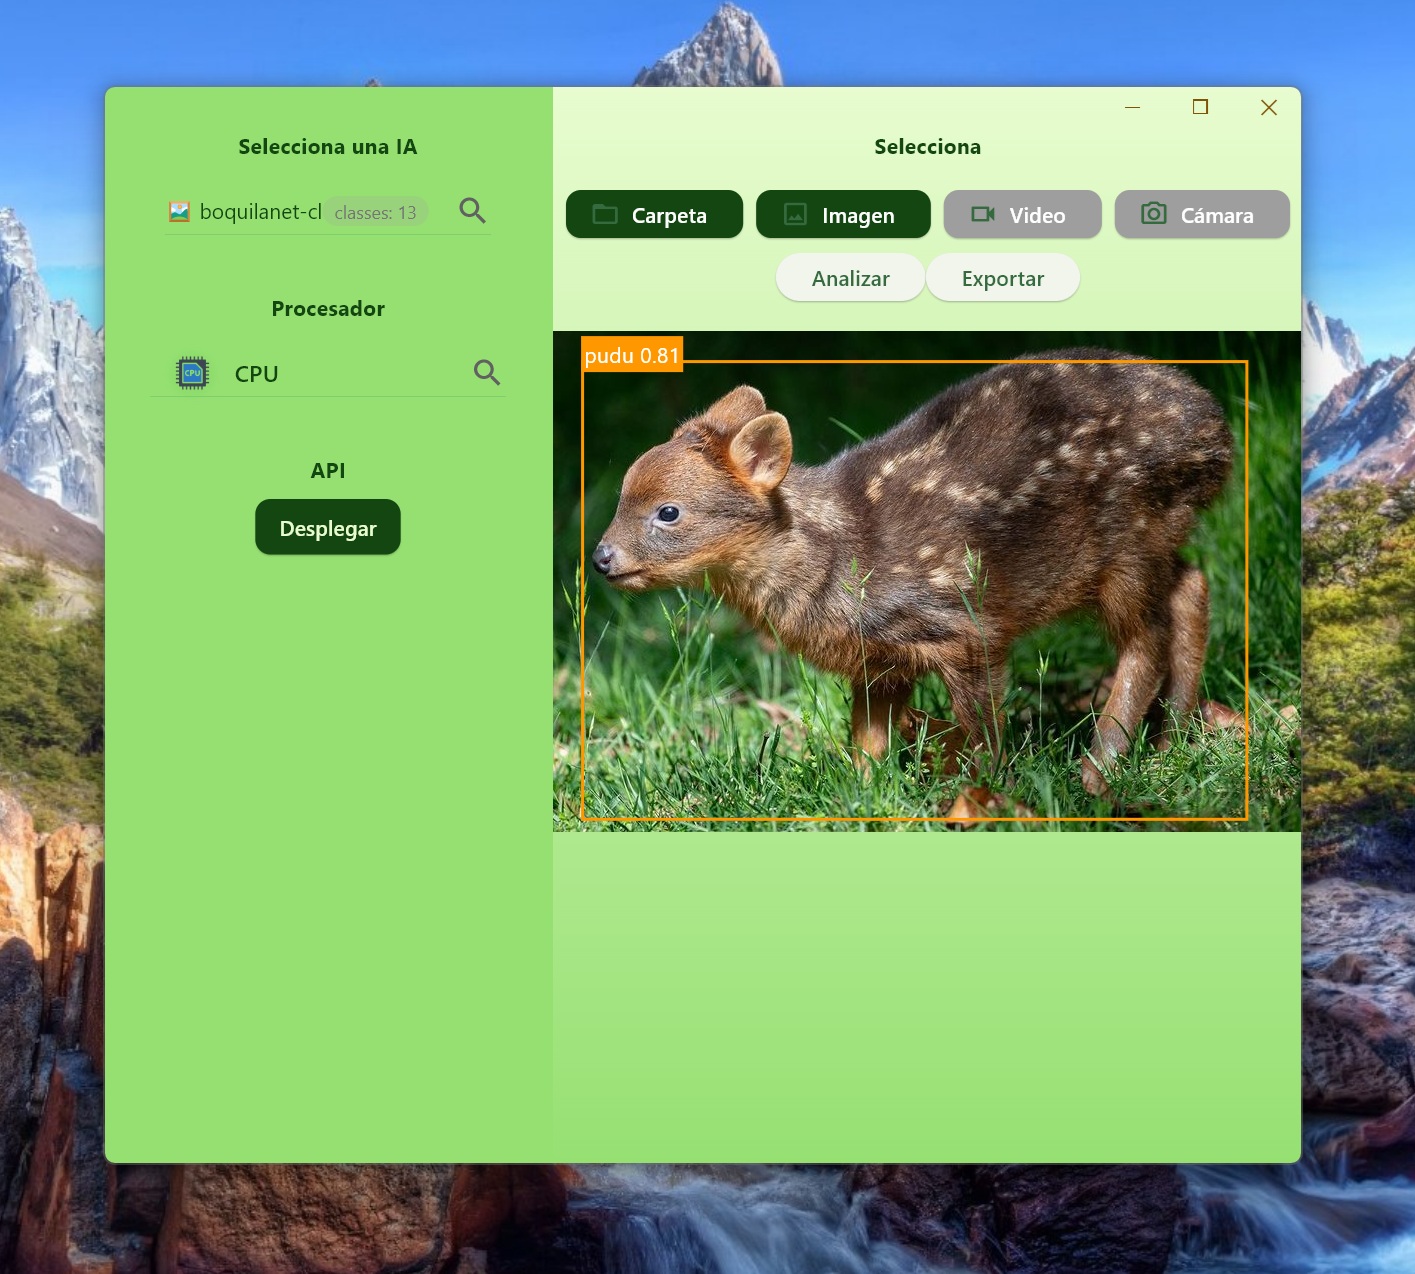 Selecciona una IA
boquilanet-cl classes: 13
Procesador
CPU CPU
API
Desplegar
Selecciona
Carpeta Imagen Video Cámara
Analizar Exportar
pudu 0.81